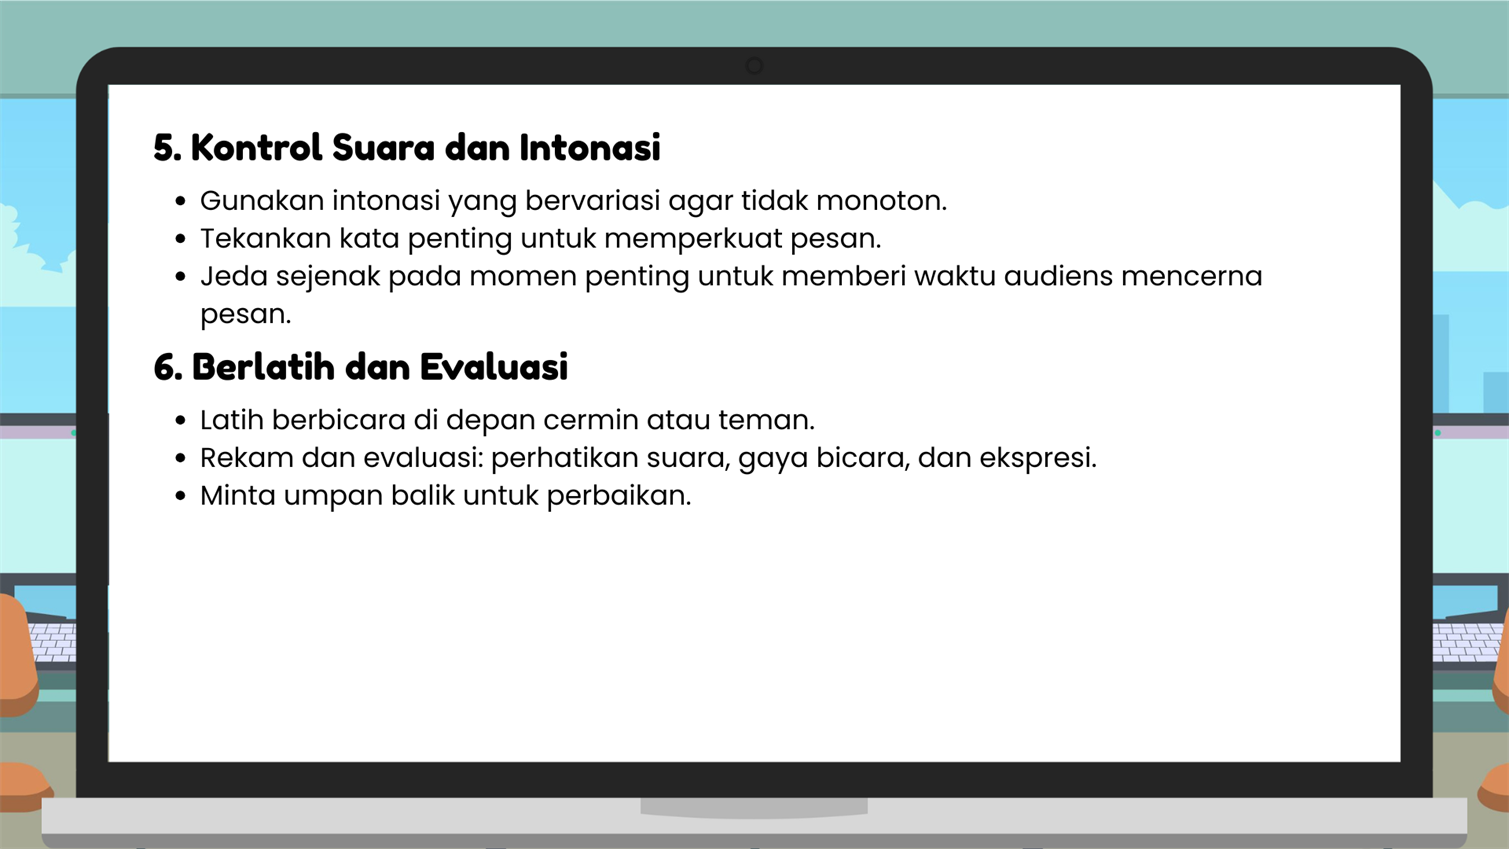 5. Kontrol Suara dan Intonasi
• Gunakan intonasi yang bervariasi agar tidak monoton.
• Tekankan kata penting untuk memperkuat pesan.
• Jeda sejenak pada momen penting untuk memberi waktu audiens mencerna
pesan.
6. Berlatih dan Evaluasi
• Latih berbicara di depan cermin atau teman.
• Rekam dan evaluasi: perhatikan suara, gaya bicara, dan ekspresi.
• Minta umpan balik untuk perbaikan.